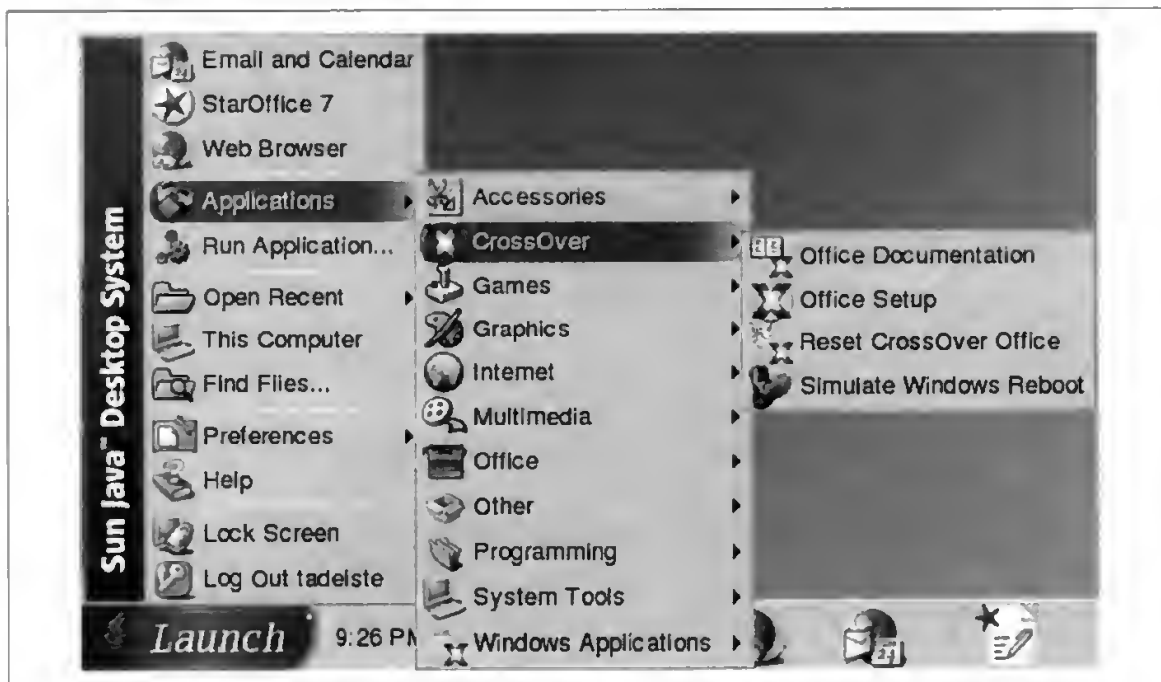 Sun Java™ Desktop System
Email and Calendar
StarOffice 7
Web Browser
Applications
Run Application...
Open Recent
This Computer
Find Files...
Preferences
Help
Lock Screen
Log Out tadelste
Accessories
CrossOver
Games
Graphics
Internet
Multimedia
Office
Other
Programming
System Tools
Windows Applications
Office Documentation
Office Setup
Reset CrossOver Office
Simulate Windows Reboot
Launch
9:26 PM